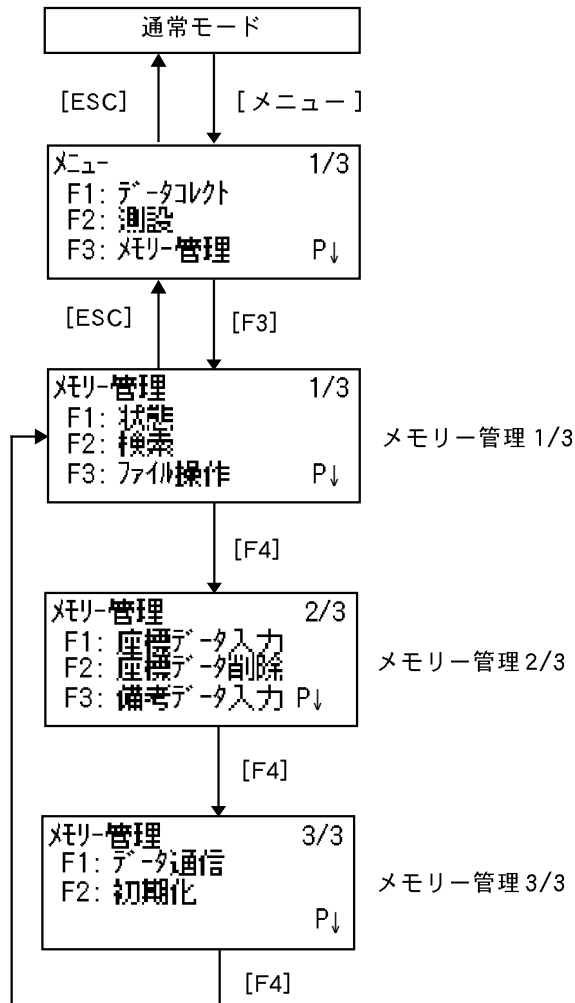 通常モード
[ESC]
[メニュー]
メニュー 1/3
F1: データコレクト
F2: 測設
F3: メモリー管理 P↓
[ESC]
[F3]
メモリー管理 1/3
F1: 状態
F2: 検索
F3: ファイル操作 P↓
メモリー管理 1/3
[F4]
メモリー管理 2/3
F1: 座標データ入力
F2: 座標データ削除
F3: 備考データ入力 P↓
メモリー管理 2/3
[F4]
メモリー管理 3/3
F1: データ通信
F2: 初期化
P↓
メモリー管理 3/3
[F4]